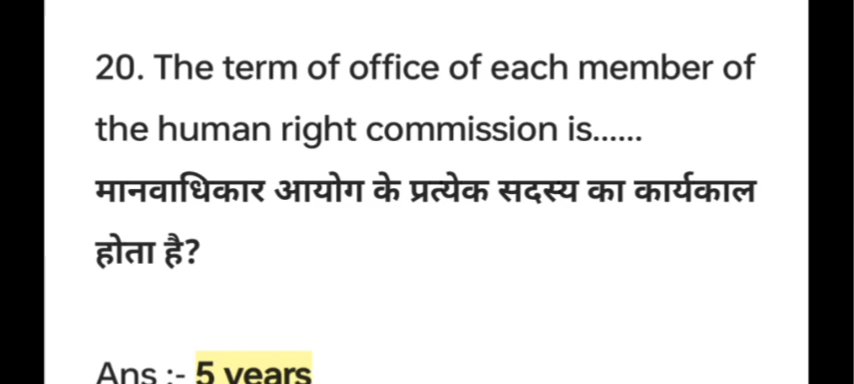 20. The term of office of each member of
the human right commission is......
मानवाधिकार आयोग के प्रत्येक सदस्य का कार्यकाल
होता है?
Ans :- 5 years